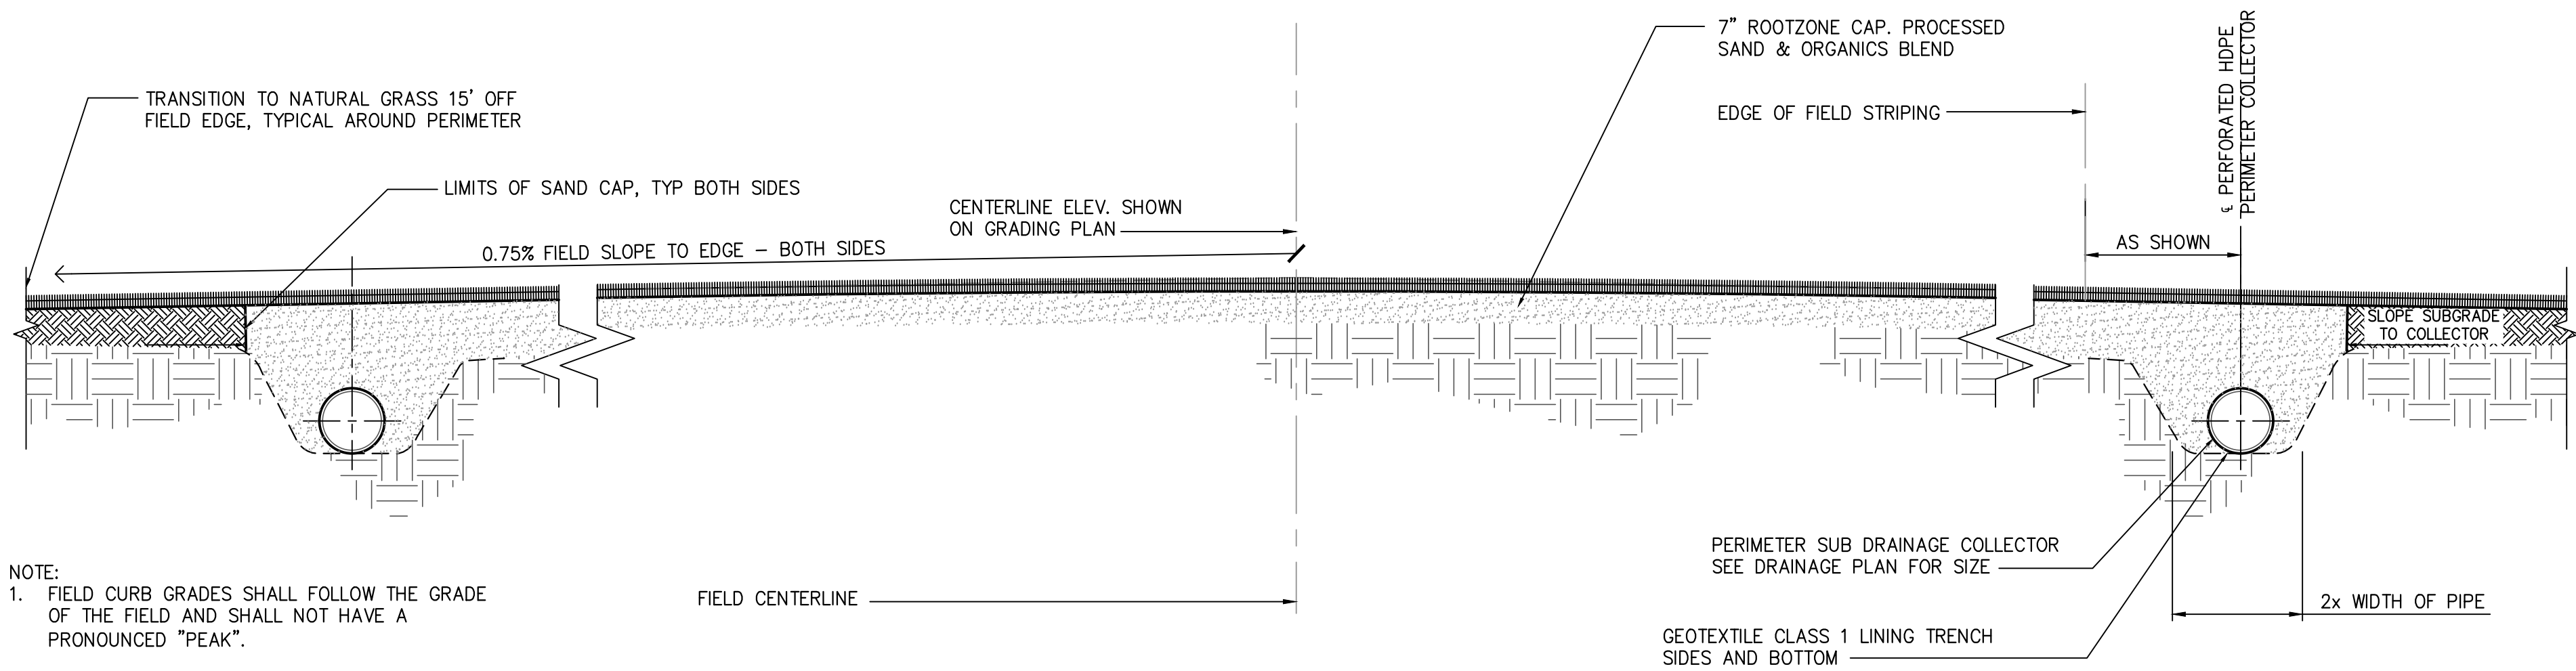 7” ROOTZONE CAP. PROCESSED
SAND & ORGANICS BLEND
℄ PERFORATED HDPE
PERIMETER COLLECTOR
TRANSITION TO NATURAL GRASS 15’ OFF
FIELD EDGE, TYPICAL AROUND PERIMETER
EDGE OF FIELD STRIPING
LIMITS OF SAND CAP, TYP BOTH SIDES
CENTERLINE ELEV. SHOWN
ON GRADING PLAN
0.75% FIELD SLOPE TO EDGE – BOTH SIDES
AS SHOWN
SLOPE SUBGRADE
TO COLLECTOR
PERIMETER SUB DRAINAGE COLLECTOR
SEE DRAINAGE PLAN FOR SIZE
NOTE:
1. FIELD CURB GRADES SHALL FOLLOW THE GRADE
OF THE FIELD AND SHALL NOT HAVE A
PRONOUNCED ”PEAK”.
FIELD CENTERLINE
2x WIDTH OF PIPE
GEOTEXTILE CLASS 1 LINING TRENCH
SIDES AND BOTTOM